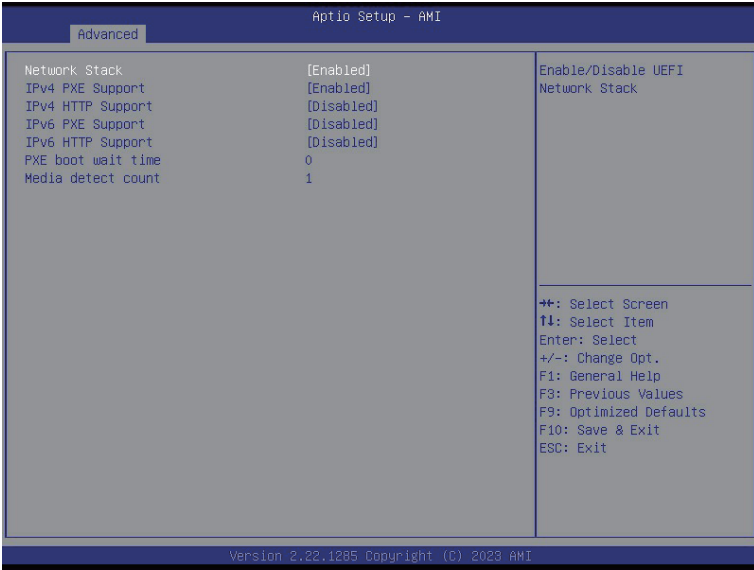 Aptio Setup – AMI
Advanced
Network Stack [Enabled]
IPv4 PXE Support [Enabled]
IPv4 HTTP Support [Disabled]
IPv6 PXE Support [Disabled]
IPv6 HTTP Support [Disabled]
PXE boot wait time 0
Media detect count 1
Enable/Disable UEFI
Network Stack
→←: Select Screen
↑↓: Select Item
Enter: Select
+/-: Change Opt.
F1: General Help
F3: Previous Values
F9: Optimized Defaults
F10: Save & Exit
ESC: Exit
Version 2.22.1285 Copyright (C) 2023 AMI